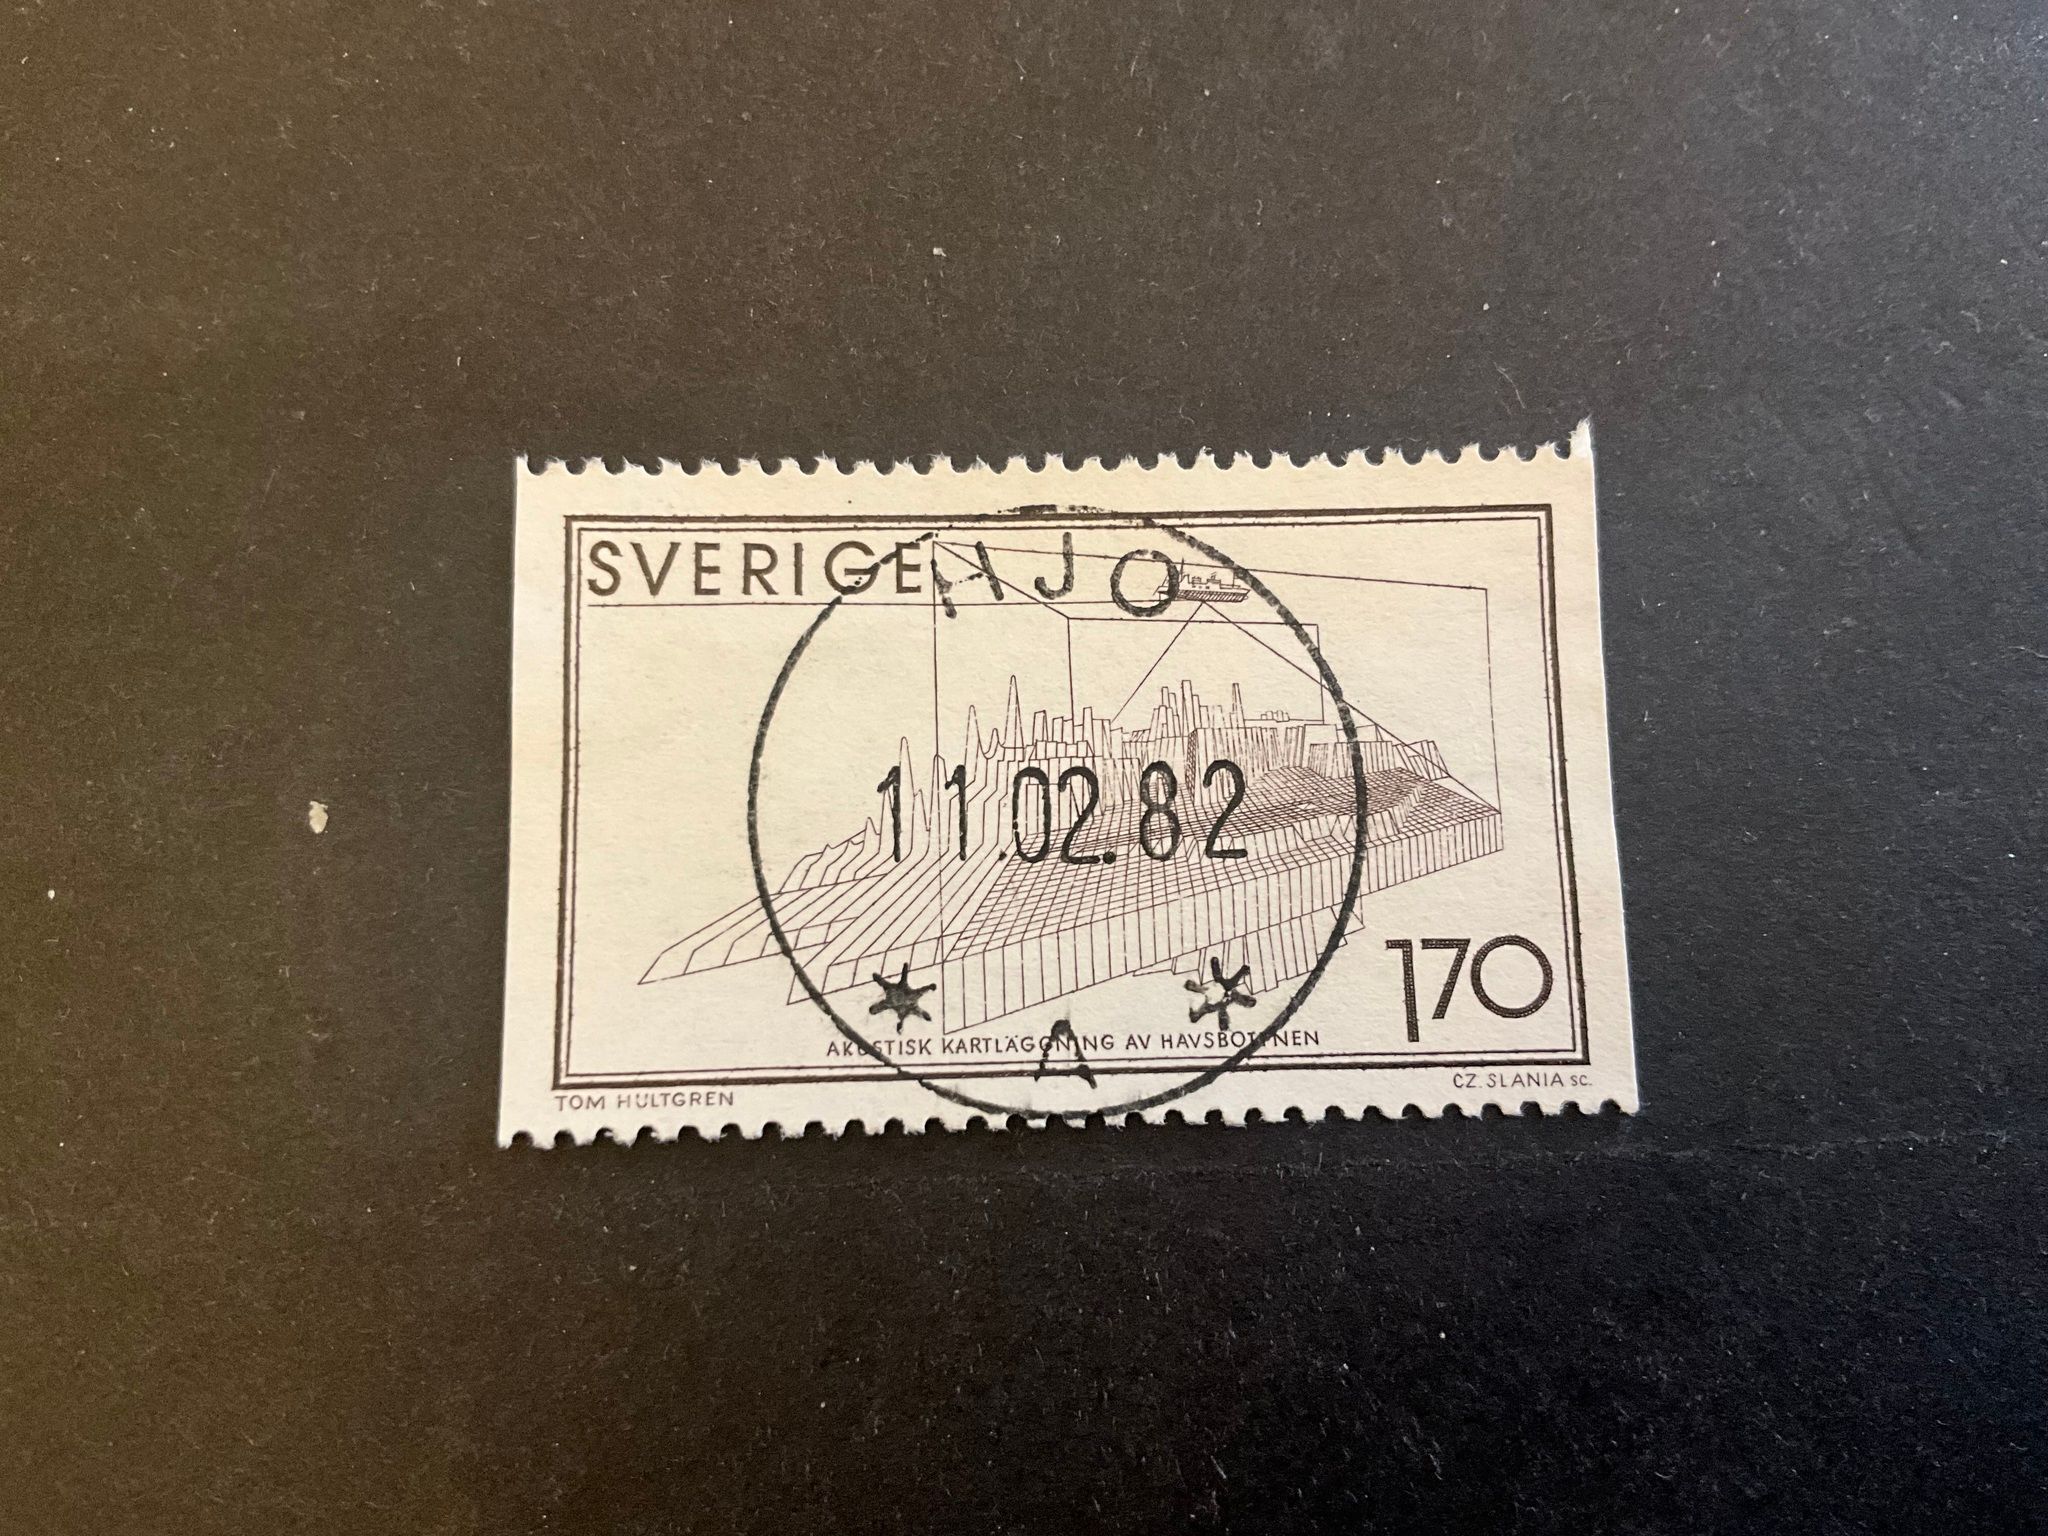 SVERIGE
HJO
11.02.82
170
AKUSTISK KARTLÄGGNING AV HAVSBOTTNEN
A
TOM HULTGREN
CZ. SLANIA SC.